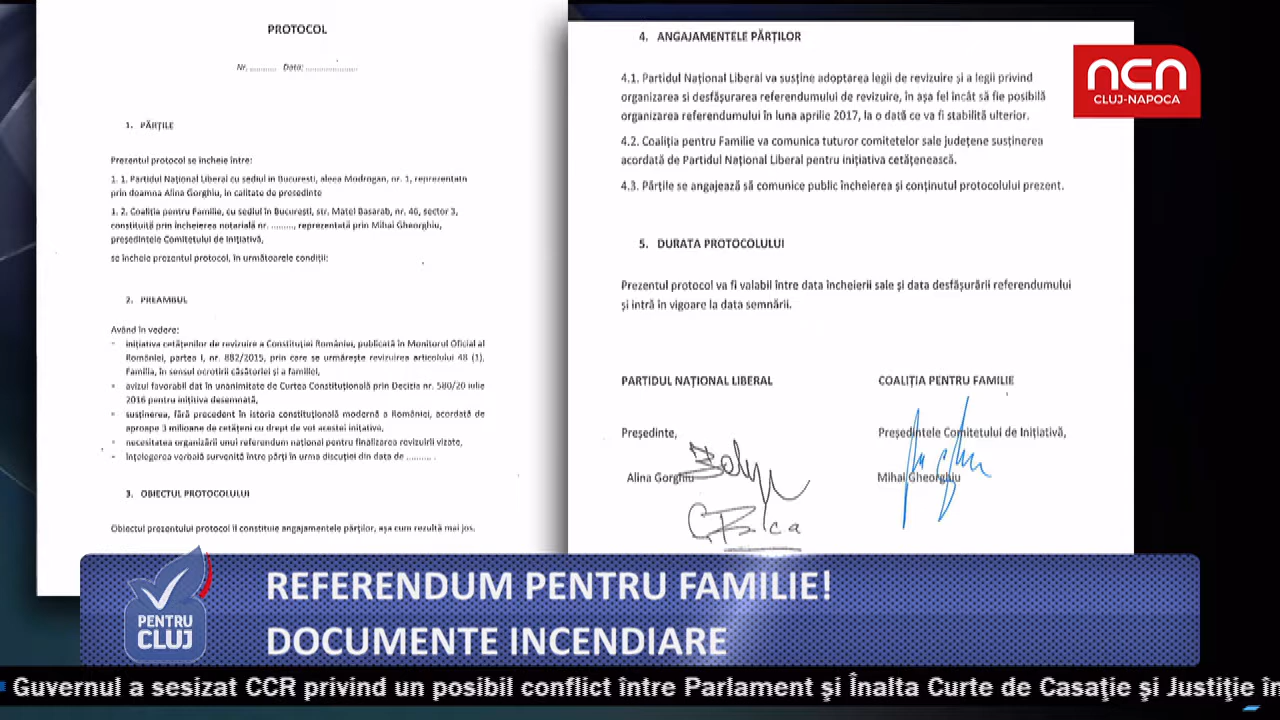 PROTOCOL
Nr. .......... Data: ...................
1. PĂRȚILE
Prezentul protocol se încheie între:
1. 1. Partidul Național Liberal cu sediul în București, aleea Modrogan, nr. 1, reprezentată
prin doamna Alina Gorghiu, în calitate de președinte
1. 2. Coaliția pentru Familie, cu sediul în București, str. Matei Basarab, nr. 46, sector 3,
constituită prin încheierea notarială nr. ........, reprezentată prin Mihai Gheorghiu,
președintele Comitetului de Inițiativă,
se încheie prezentul protocol, în următoarele condiții:
2. PREAMBUL
Având în vedere:
- inițiativa cetățenilor de revizuire a Constituției României, publicată în Monitorul Oficial al
României, partea I, nr. 882/2015, prin care se urmărește revizuirea articolului 48 (1),
Familia, în sensul ocrotirii căsătoriei și a familiei,
avizul favorabil dat în unanimitate de Curtea Constituțională prin Decizia nr. 580/20 iulie
2016 pentru inițitiva desemnată,
susținerea, fără precedent în istoria constituțională modernă a României, acordată de
aproape 3 milioane de cetățeni cu drept de vot acestei inițiative,
necesitatea organizării unui referendum național pentru finalizarea revizuirii vizate,
înțelegerea verbală survenită între părți în urma discuției din data de ......... .
3. OBIECTUL PROTOCOLULUI
Obiectul prezentului protocol îl constituie angajamentele părților, așa cum rezultă mai jos.
4. ANGAJAMENTELE PĂRȚILOR
4.1. Partidul Național Liberal va susține adoptarea legii de revizuire și a legii privind
organizarea si desfășurarea referendumului de revizuire, în așa fel încât să fie posibilă
organizarea referendumului în luna aprilie 2017, la o dată ce va fi stabilită ulterior.
4.2. Coaliția pentru Familie va comunica tuturor comitetelor sale județene susținerea
acordată de Partidul Național Liberal pentru inițiativa cetățenească.
4.3. Părțile se angajează să comunice public încheierea și conținutul protocolului prezent.
5. DURATA PROTOCOLULUI
Prezentul protocol va fi valabil între data încheierii sale și data desfășurării referendumului
și intră în vigoare la data semnării.
PARTIDUL NAȚIONAL LIBERAL
COALIȚIA PENTRU FAMILIE
Președinte,
Președintele Comitetului de Inițiativă,
Alina Gorghiu
Mihai Gheorghiu
ncn
CLUJ-NAPOCA
PENTRU
CLUJ
REFERENDUM PENTRU FAMILIE!
DOCUMENTE INCENDIARE
Guvernul a sesizat CCR privind un posibil conflict între Parlament şi Înalta Curte de Casaţie şi Justiţie în